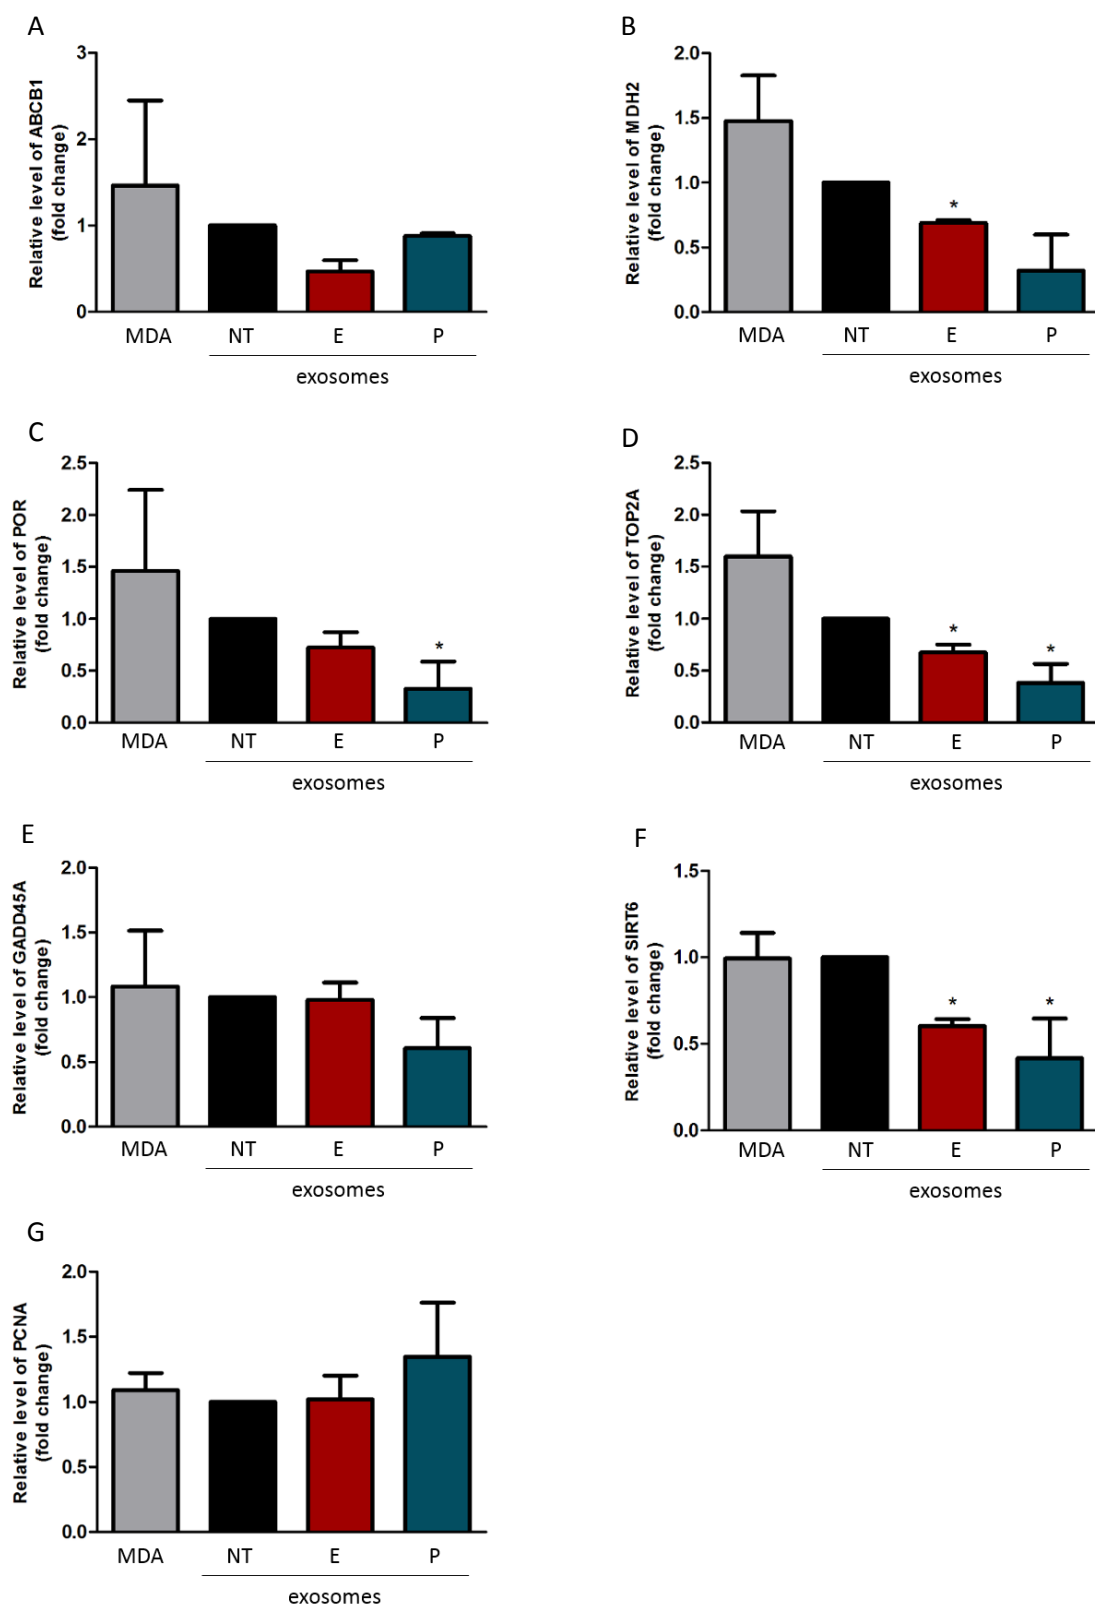 A
Relative level of ABCB1
(fold change)
3
2
1
0
MDA NT E P
exosomes
B
Relative level of MDH2
(fold change)
2.0
1.5
1.0
0.5
0.0
*
MDA NT E P
exosomes
C
Relative level of POR
(fold change)
2.5
2.0
1.5
1.0
0.5
0.0
*
MDA NT E P
exosomes
D
Relative level of TOP2A
(fold change)
2.5
2.0
1.5
1.0
0.5
0.0
* *
MDA NT E P
exosomes
E
Relative level of GADD45A
(fold change)
2.0
1.5
1.0
0.5
0.0
MDA NT E P
exosomes
F
Relative level of SIRT6
(fold change)
1.5
1.0
0.5
0.0
* *
MDA NT E P
exosomes
G
Relative level of PCNA
(fold change)
2.0
1.5
1.0
0.5
0.0
MDA NT E P
exosomes